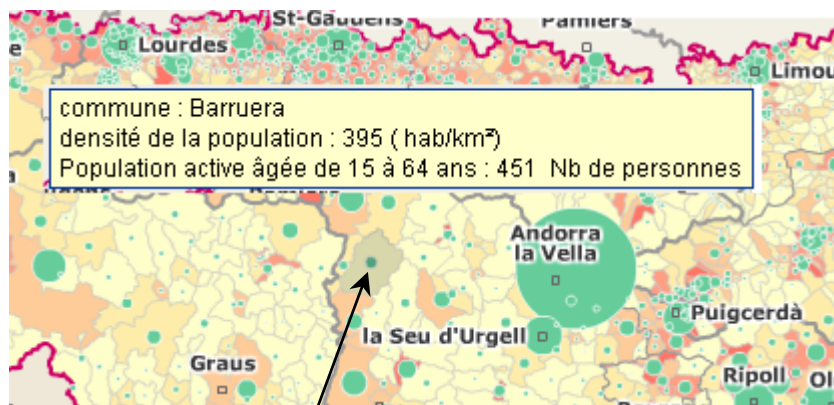 St-Gaudens
Pamiers
Lourdes
Limou
commune : Barruera
densité de la population : 395 ( hab/km²)
Population active âgée de 15 à 64 ans : 451 Nb de personnes
Andorra
la Vella
Puigcerdà
la Seu d'Urgell
Graus
Ripoll
Ol